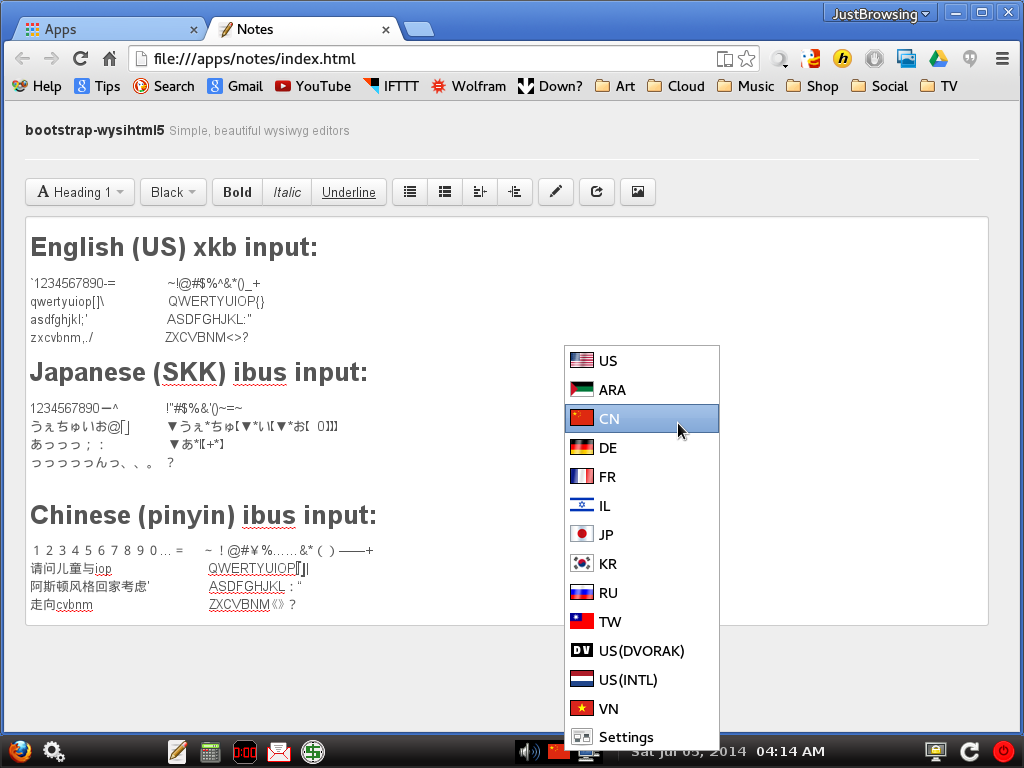 JustBrowsing
Apps
Notes
file:///apps/notes/index.html
Help
Tips
Search
Gmail
YouTube
IFTTT
Wolfram
Down?
Art
Cloud
Music
Shop
Social
TV
bootstrap-wysihtml5 Simple, beautiful wysiwyg editors
A Heading 1
Black
Bold
Italic
Underline
English (US) xkb input:
`1234567890-= ~!@#$%^&*()_+
qwertyuiop[]\ QWERTYUIOP{}
asdfghjkl;' ASDFGHJKL:"
zxcvbnm,./ ZXCVBNM<>?
Japanese (SKK) ibus input:
1234567890ー^ !"#$%&'()~=~
うぇちゅいお@「」 ▼うぇ*ちゅ【▼*い【▼*お【 0】】】
あっっっ；： ▼あ*【+*】
っっっっっんっ、、。 ？
Chinese (pinyin) ibus input:
１２３４５６７８９０… = ~ ！@#￥%……&*（）——+
请问儿童与iop QWERTYUIOP『』|
阿斯顿风格回家考虑' ASDFGHJKL：“
走向cvbnm ZXCVBNM《》？
US
ARA
CN
DE
FR
IL
JP
KR
RU
TW
DV US(DVORAK)
US(INTL)
VN
Settings
0:00
Sat Jul 05, 2014 04:14 AM